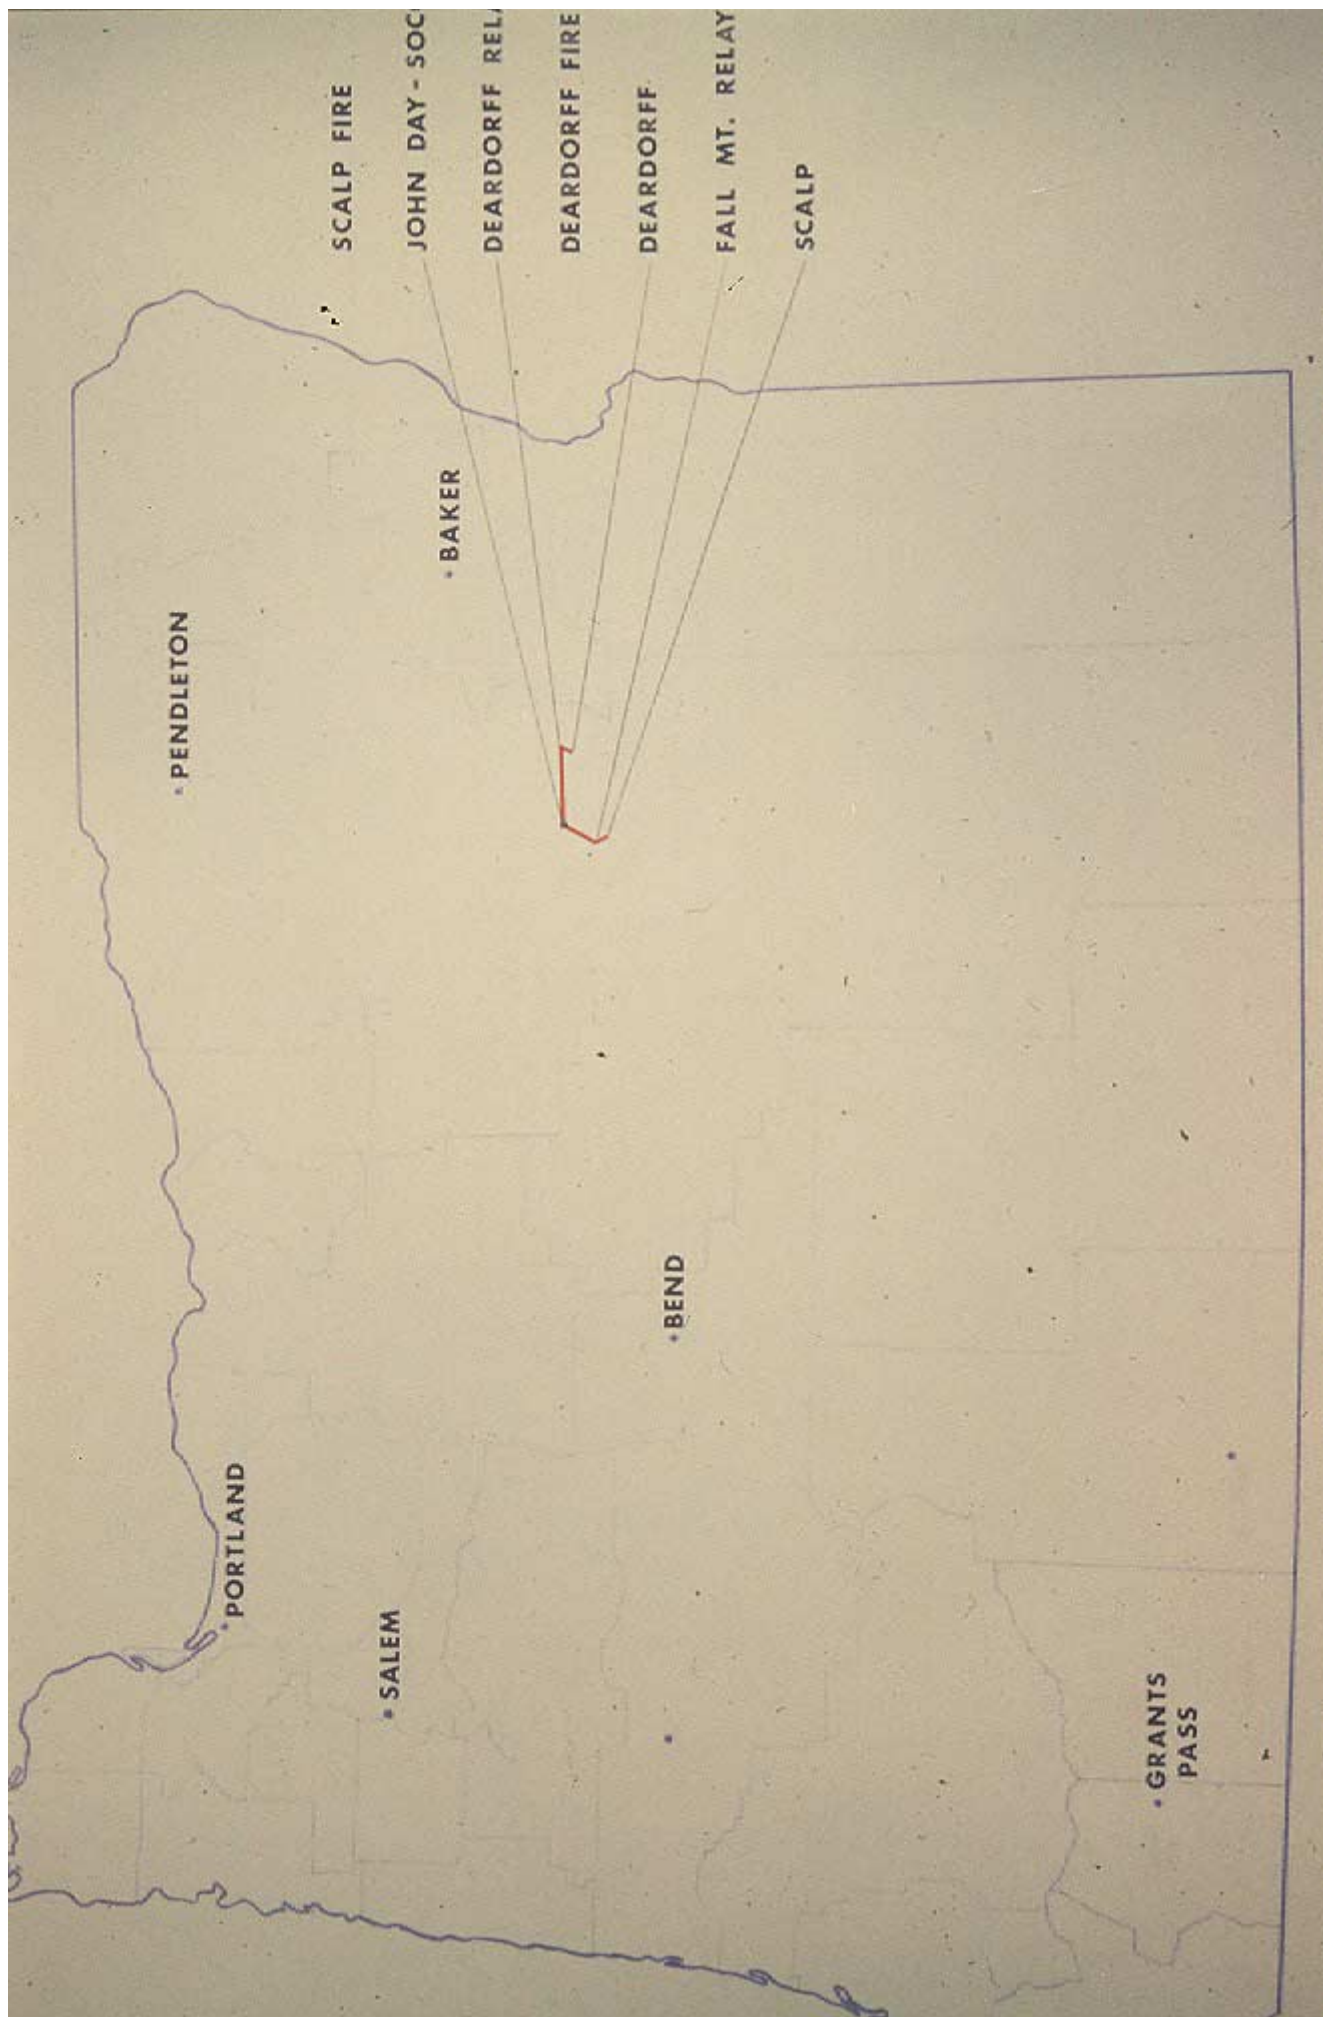 SCALP FIRE
JOHN DAY - SOC
DEARDORFF RELA
DEARDORFF FIRE
DEARDORFF
FALL MT. RELAY
SCALP
BAKER
PENDLETON
BEND
PORTLAND
SALEM
GRANTS
PASS